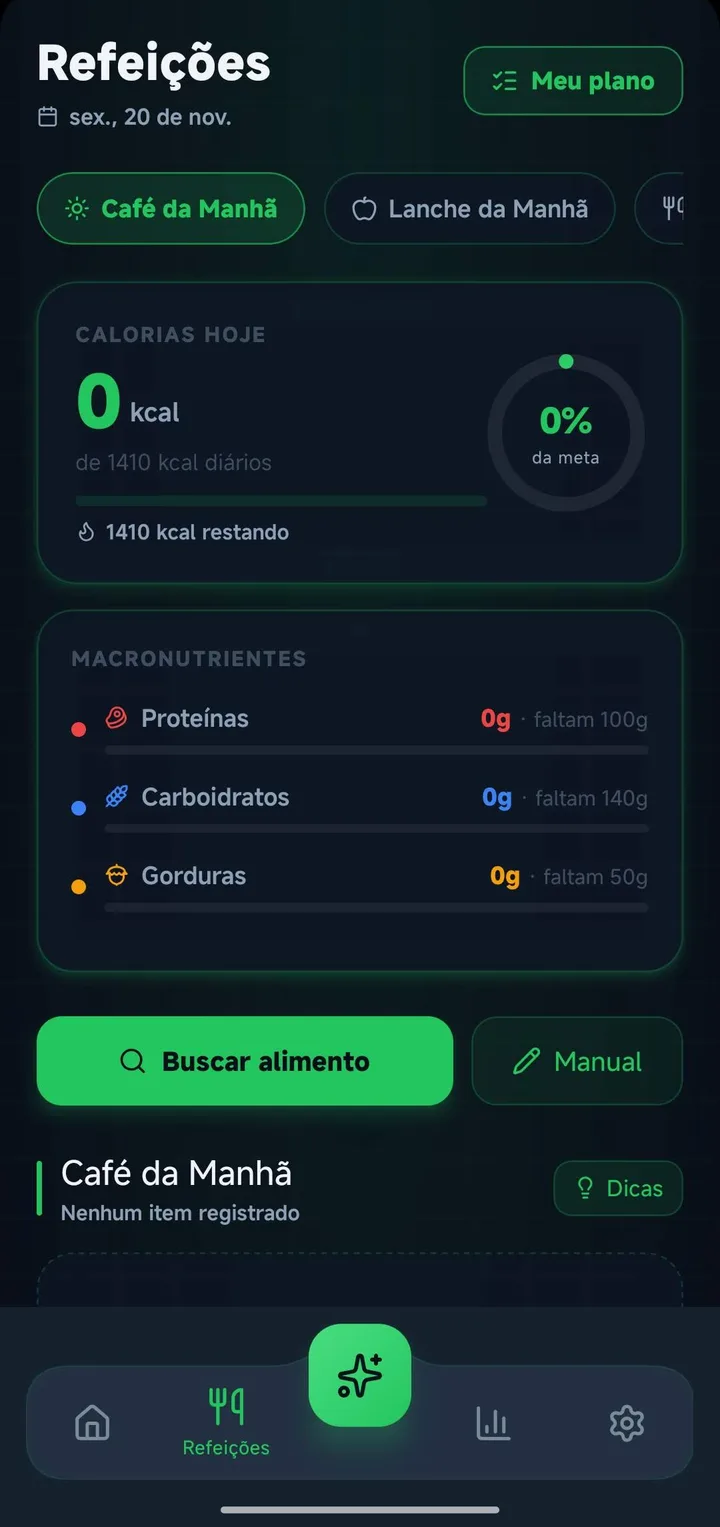 Refeições
Meu plano
sex., 20 de nov.
Café da Manhã
Lanche da Manhã
CALORIAS HOJE
0 kcal
de 1410 kcal diários
1410 kcal restando
0%
da meta
MACRONUTRIENTES
Proteínas 0g · faltam 100g
Carboidratos 0g · faltam 140g
Gorduras 0g · faltam 50g
Buscar alimento
Manual
Café da Manhã
Nenhum item registrado
Dicas
Refeições